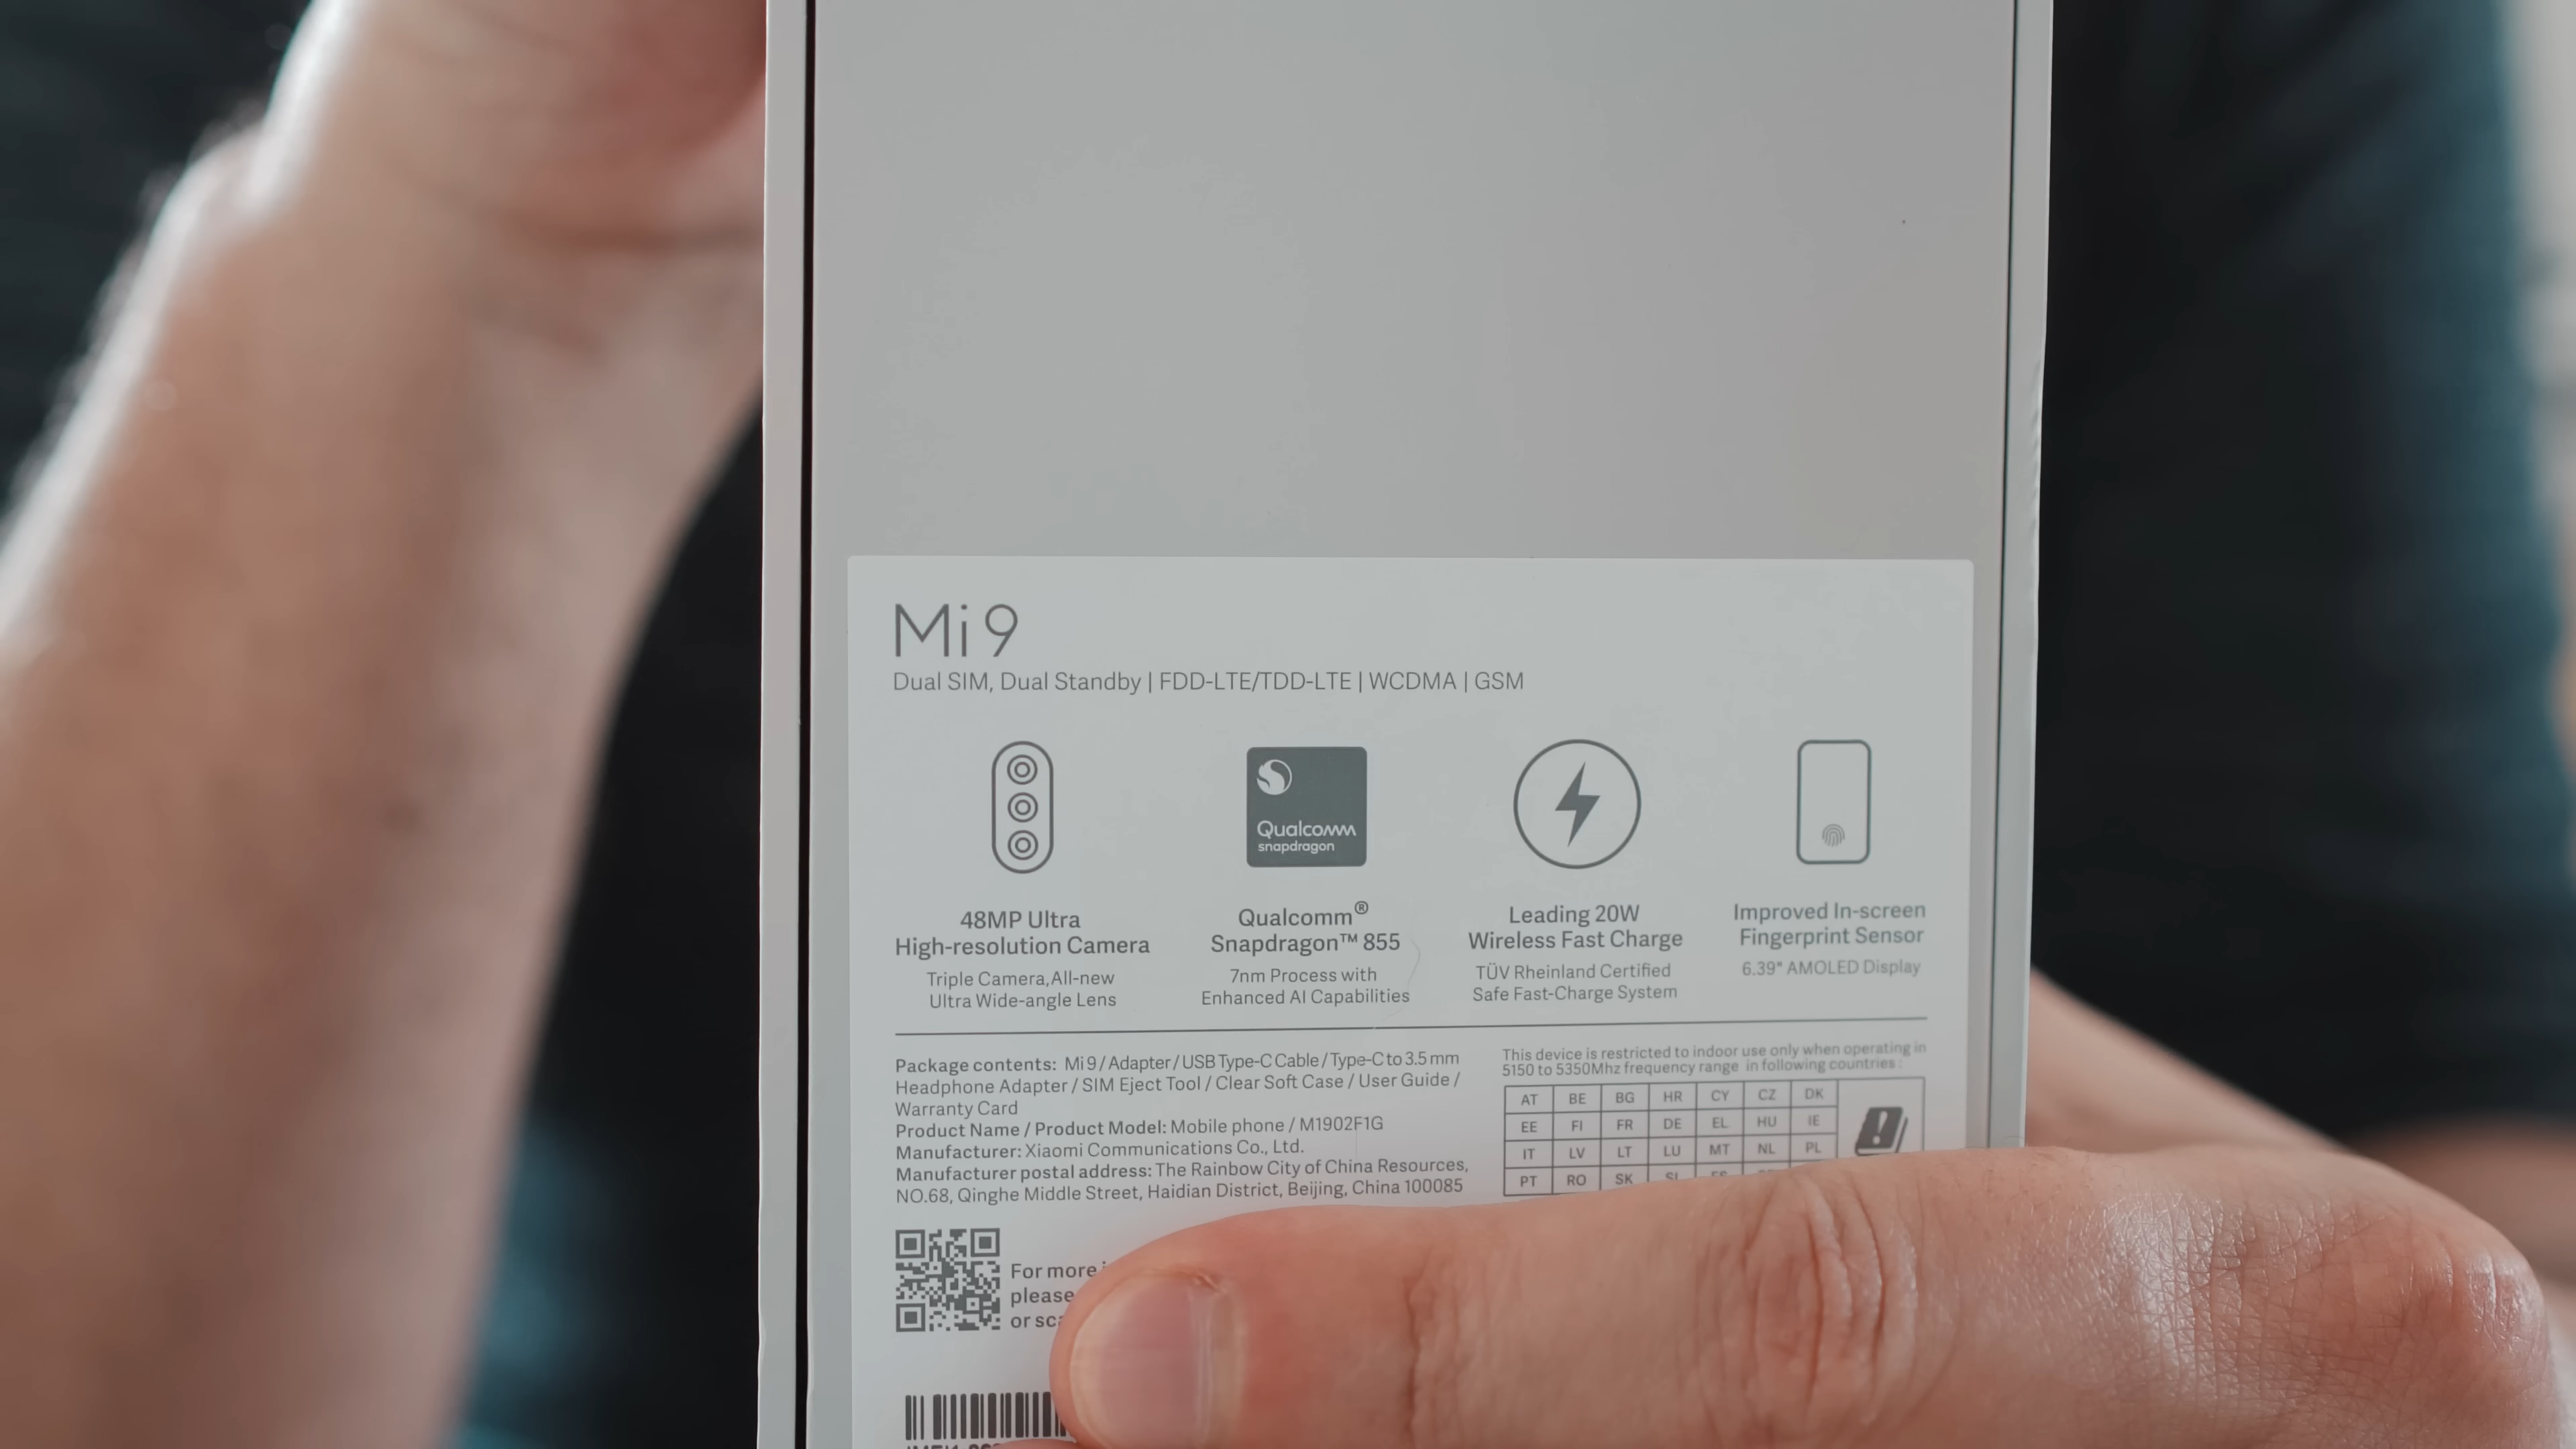 Mi 9
Dual SIM, Dual Standby | FDD-LTE/TDD-LTE | WCDMA | GSM
Qualcomm
snapdragon
48MP Ultra
High-resolution Camera
Triple Camera,All-new
Ultra Wide-angle Lens
Qualcomm®
Snapdragon™ 855
7nm Process with
Enhanced AI Capabilities
Leading 20W
Wireless Fast Charge
TÜV Rheinland Certified
Safe Fast-Charge System
Improved In-screen
Fingerprint Sensor
6.39" AMOLED Display
Package contents: Mi 9 / Adapter / USB Type-C Cable / Type-C to 3.5 mm
Headphone Adapter / SIM Eject Tool / Clear Soft Case / User Guide /
Warranty Card
Product Name / Product Model: Mobile phone / M1902F1G
Manufacturer: Xiaomi Communications Co., Ltd.
Manufacturer postal address: The Rainbow City of China Resources,
NO.68, Qinghe Middle Street, Haidian District, Beijing, China 100085
This device is restricted to indoor use only when operating in
5150 to 5350Mhz frequency range in following countries :
AT BE BG HR CY CZ DK
EE FI FR DE EL HU IE
IT LV LT LU MT NL PL
PT RO SK
For more
please
or